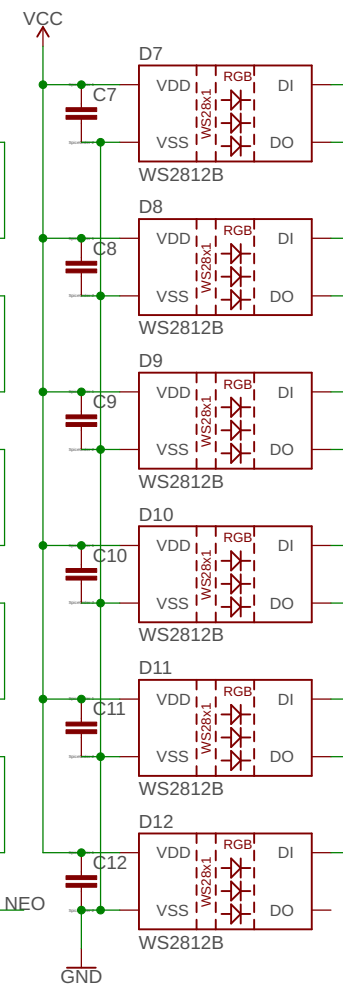 VCC
D7
C7
VDD
WS28x1
RGB
DI
VSS
DO
WS2812B
D8
C8
VDD
WS28x1
RGB
DI
VSS
DO
WS2812B
D9
C9
VDD
WS28x1
RGB
DI
VSS
DO
WS2812B
D10
C10
VDD
WS28x1
RGB
DI
VSS
DO
WS2812B
D11
C11
VDD
WS28x1
RGB
DI
VSS
DO
WS2812B
D12
C12
VDD
WS28x1
RGB
DI
NEO
VSS
DO
WS2812B
GND